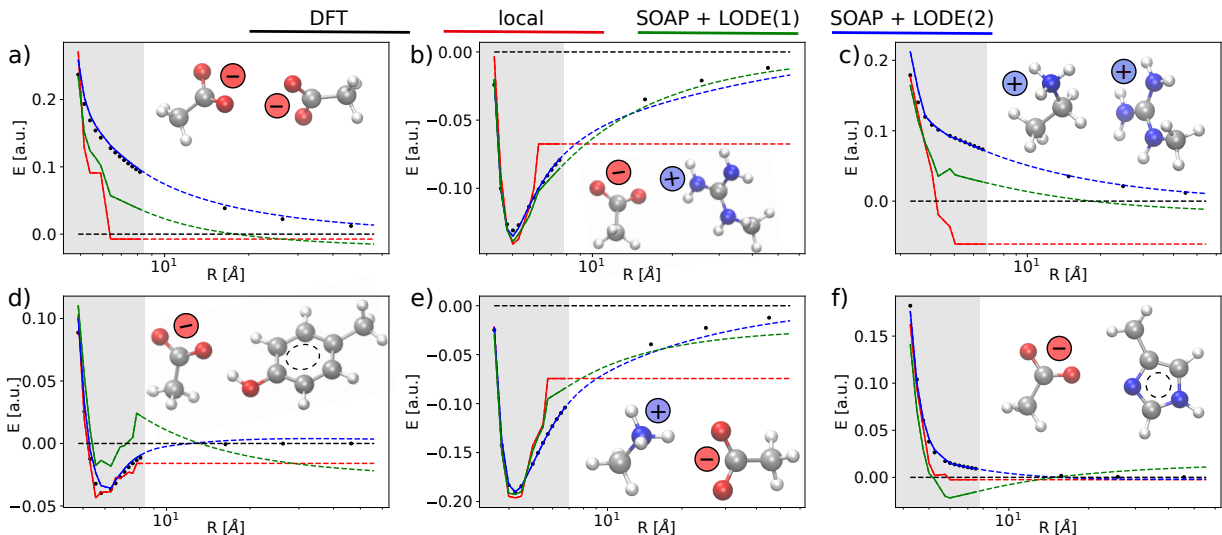 DFT local SOAP + LODE(1) SOAP + LODE(2)
a)
E [a.u.]
0.2
0.1
0.0
10¹
R [Å]
−
−
b)
E [a.u.]
0.00
−0.05
−0.10
−0.15
10¹
R [Å]
−
+
c)
E [a.u.]
0.2
0.1
0.0
10¹
R [Å]
+
+
d)
E [a.u.]
0.10
0.05
0.00
−0.05
10¹
R [Å]
−
e)
E [a.u.]
0.00
−0.05
−0.10
−0.15
−0.20
10¹
R [Å]
+
−
f)
E [a.u.]
0.15
0.10
0.05
0.00
10¹
R [Å]
−